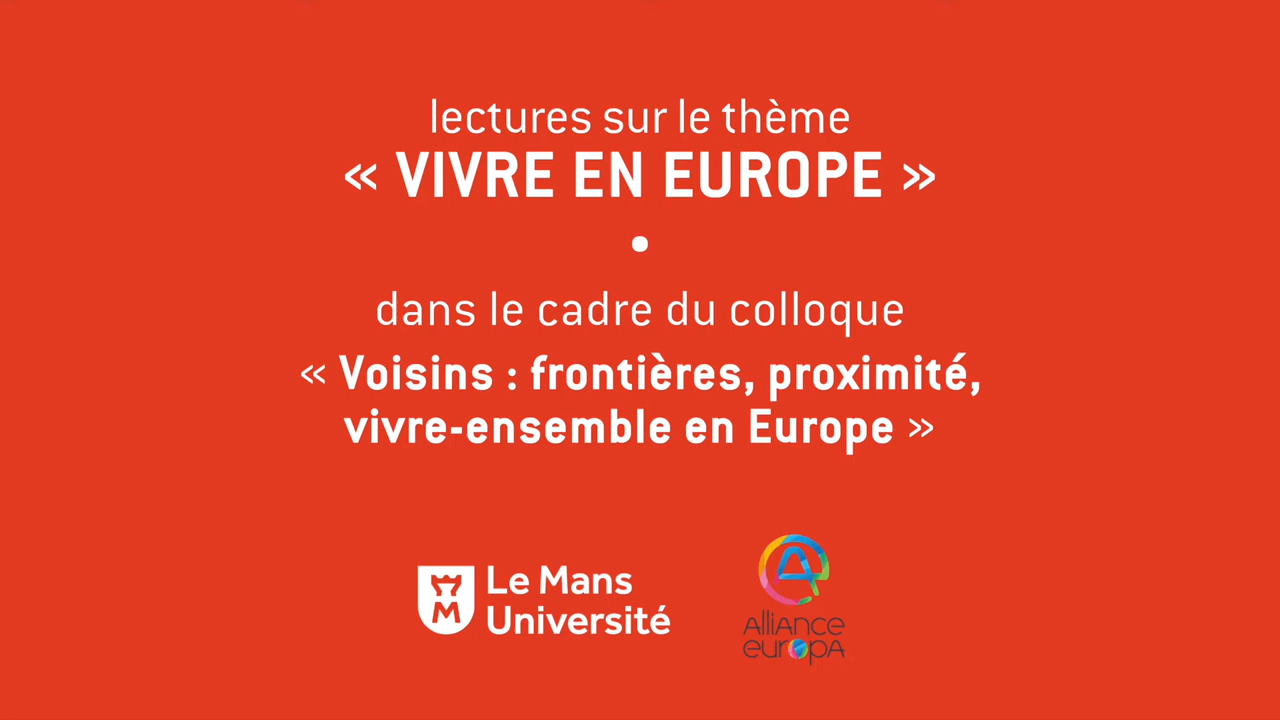 lectures sur le thème
« VIVRE EN EUROPE »
•
dans le cadre du colloque
« Voisins : frontières, proximité,
vivre-ensemble en Europe »
Le Mans
Université
AlliAnce
europA